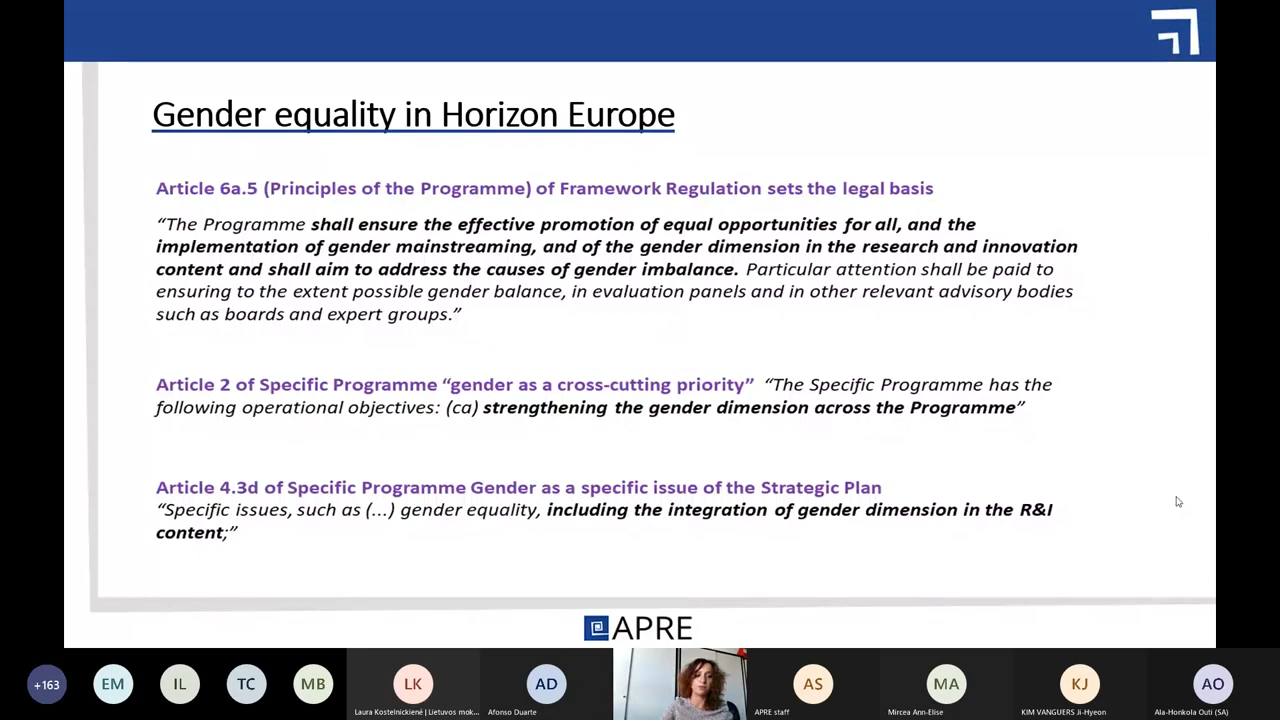 Gender equality in Horizon Europe
Article 6a.5 (Principles of the Programme) of Framework Regulation sets the legal basis
“The Programme shall ensure the effective promotion of equal opportunities for all, and the
implementation of gender mainstreaming, and of the gender dimension in the research and innovation
content and shall aim to address the causes of gender imbalance. Particular attention shall be paid to
ensuring to the extent possible gender balance, in evaluation panels and in other relevant advisory bodies
such as boards and expert groups.”
Article 2 of Specific Programme “gender as a cross-cutting priority” “The Specific Programme has the
following operational objectives: (ca) strengthening the gender dimension across the Programme”
Article 4.3d of Specific Programme Gender as a specific issue of the Strategic Plan
“Specific issues, such as (...) gender equality, including the integration of gender dimension in the R&I
content;”
APRE
+163 EM IL TC MB LK AD AS MA KJ AO
Laura Kostelnickienė | Lietuvos mok... Afonso Duarte APRE staff Mircea Ann-Elise KIM VANGUERS Ji-Hyeon Ala-Honkola Outi (SA)